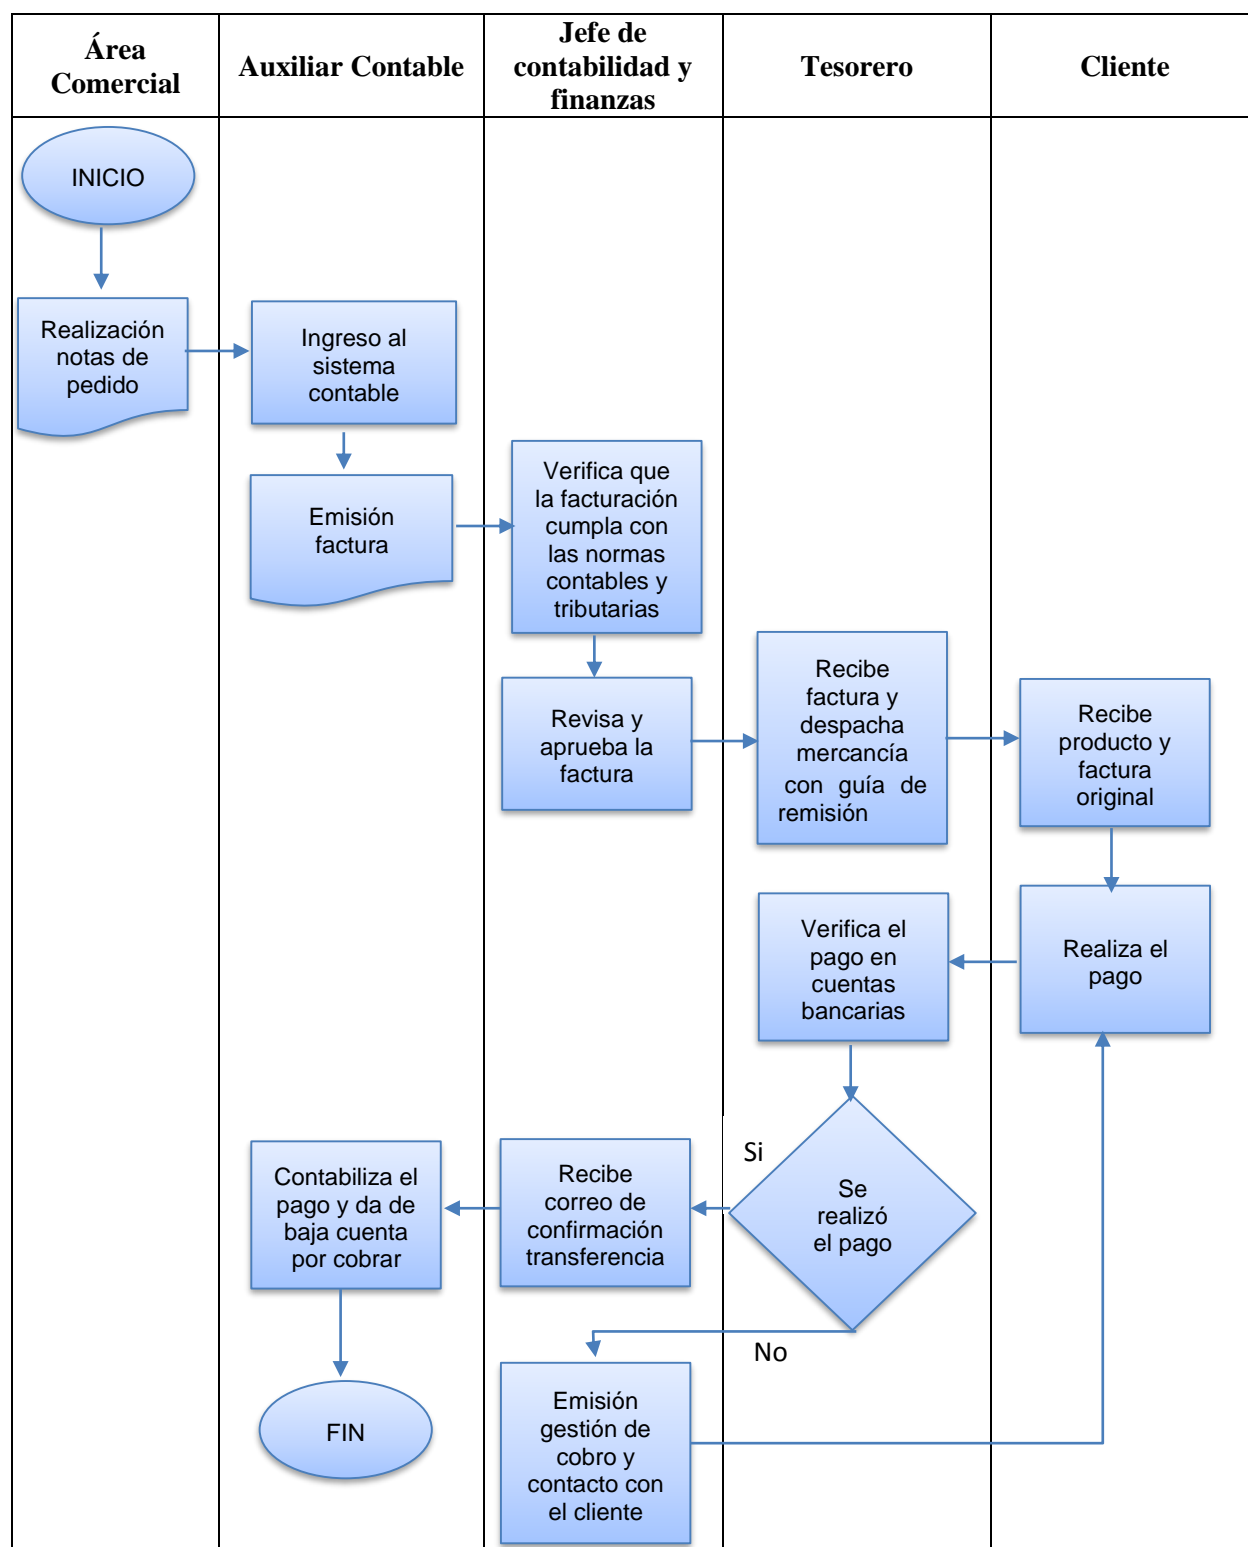 Área
Comercial
Auxiliar Contable
Jefe de
contabilidad y
finanzas
Tesorero
Cliente
INICIO
Realización
notas de
pedido
Ingreso al
sistema
contable
Emisión
factura
Verifica que
la facturación
cumpla con
las normas
contables y
tributarias
Revisa y
aprueba la
factura
Recibe
factura y
despacha
mercancía
con guía de
remisión
Recibe
producto y
factura
original
Realiza el
pago
Verifica el
pago en
cuentas
bancarias
Se
realizó
el pago
Si
Recibe
correo de
confirmación
transferencia
Contabiliza el
pago y da de
baja cuenta
por cobrar
FIN
No
Emisión
gestión de
cobro y
contacto con
el cliente